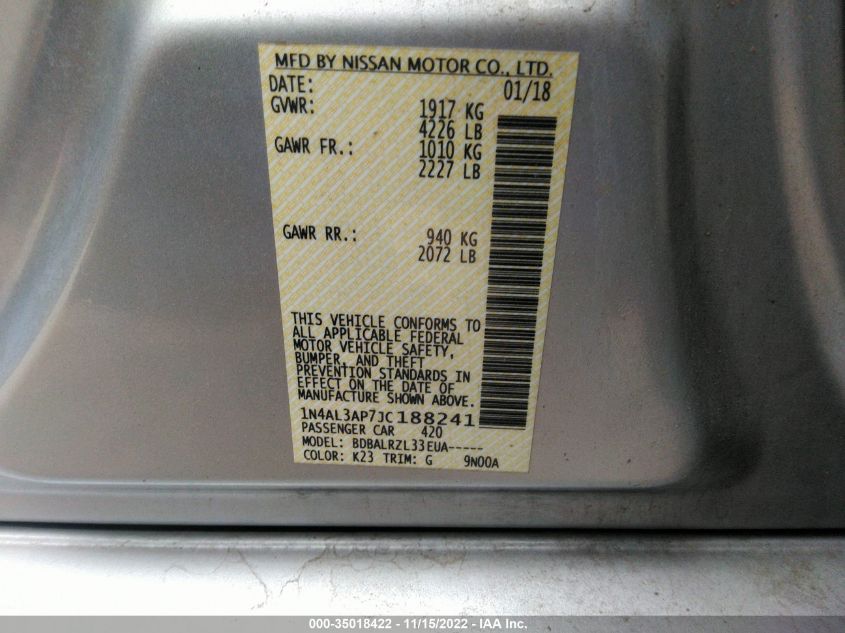 MFD BY NISSAN MOTOR CO., LTD.
DATE: 01/18
GVWR: 1917 KG
4226 LB
GAWR FR.: 1010 KG
2227 LB
GAWR RR.: 940 KG
2072 LB
THIS VEHICLE CONFORMS TO
ALL APPLICABLE FEDERAL
MOTOR VEHICLE SAFETY,
BUMPER, AND THEFT
PREVENTION STANDARDS IN
EFFECT ON THE DATE OF
MANUFACTURE SHOWN ABOVE.
1N4AL3AP7JC188241
PASSENGER CAR 420
MODEL: BDBALRZL33EUA-----
COLOR: K23 TRIM: G 9N00A
000-35018422 - 11/15/2022 - IAA Inc.